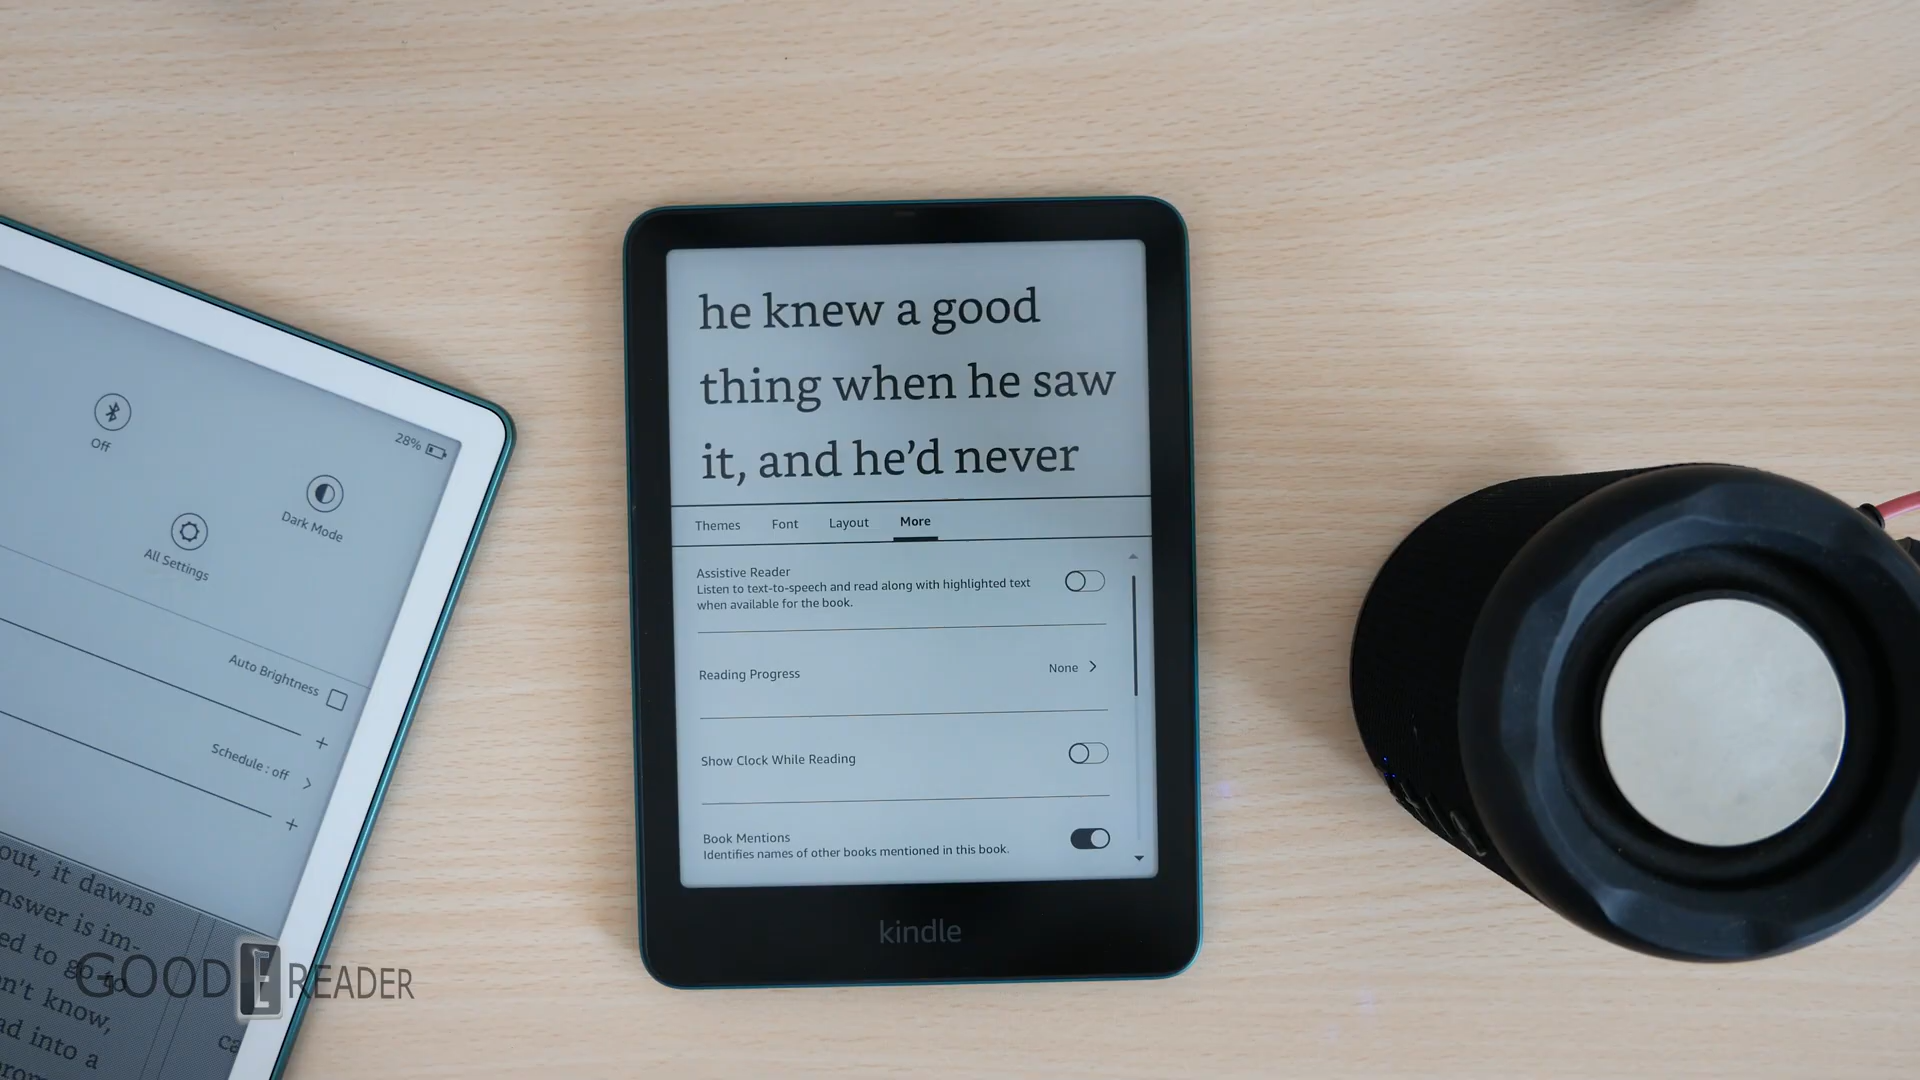 Off
28%
Dark Mode
All Settings
Auto Brightness
+
Schedule : off
+
out, it dawns
nswer is im-
ed to go to
n't know,
ad into a
ca
GOOD E READER
he knew a good
thing when he saw
it, and he'd never
Themes Font Layout More
Assistive Reader
Listen to text-to-speech and read along with highlighted text
when available for the book.
Reading Progress None >
Show Clock While Reading
Book Mentions
Identifies names of other books mentioned in this book.
kindle